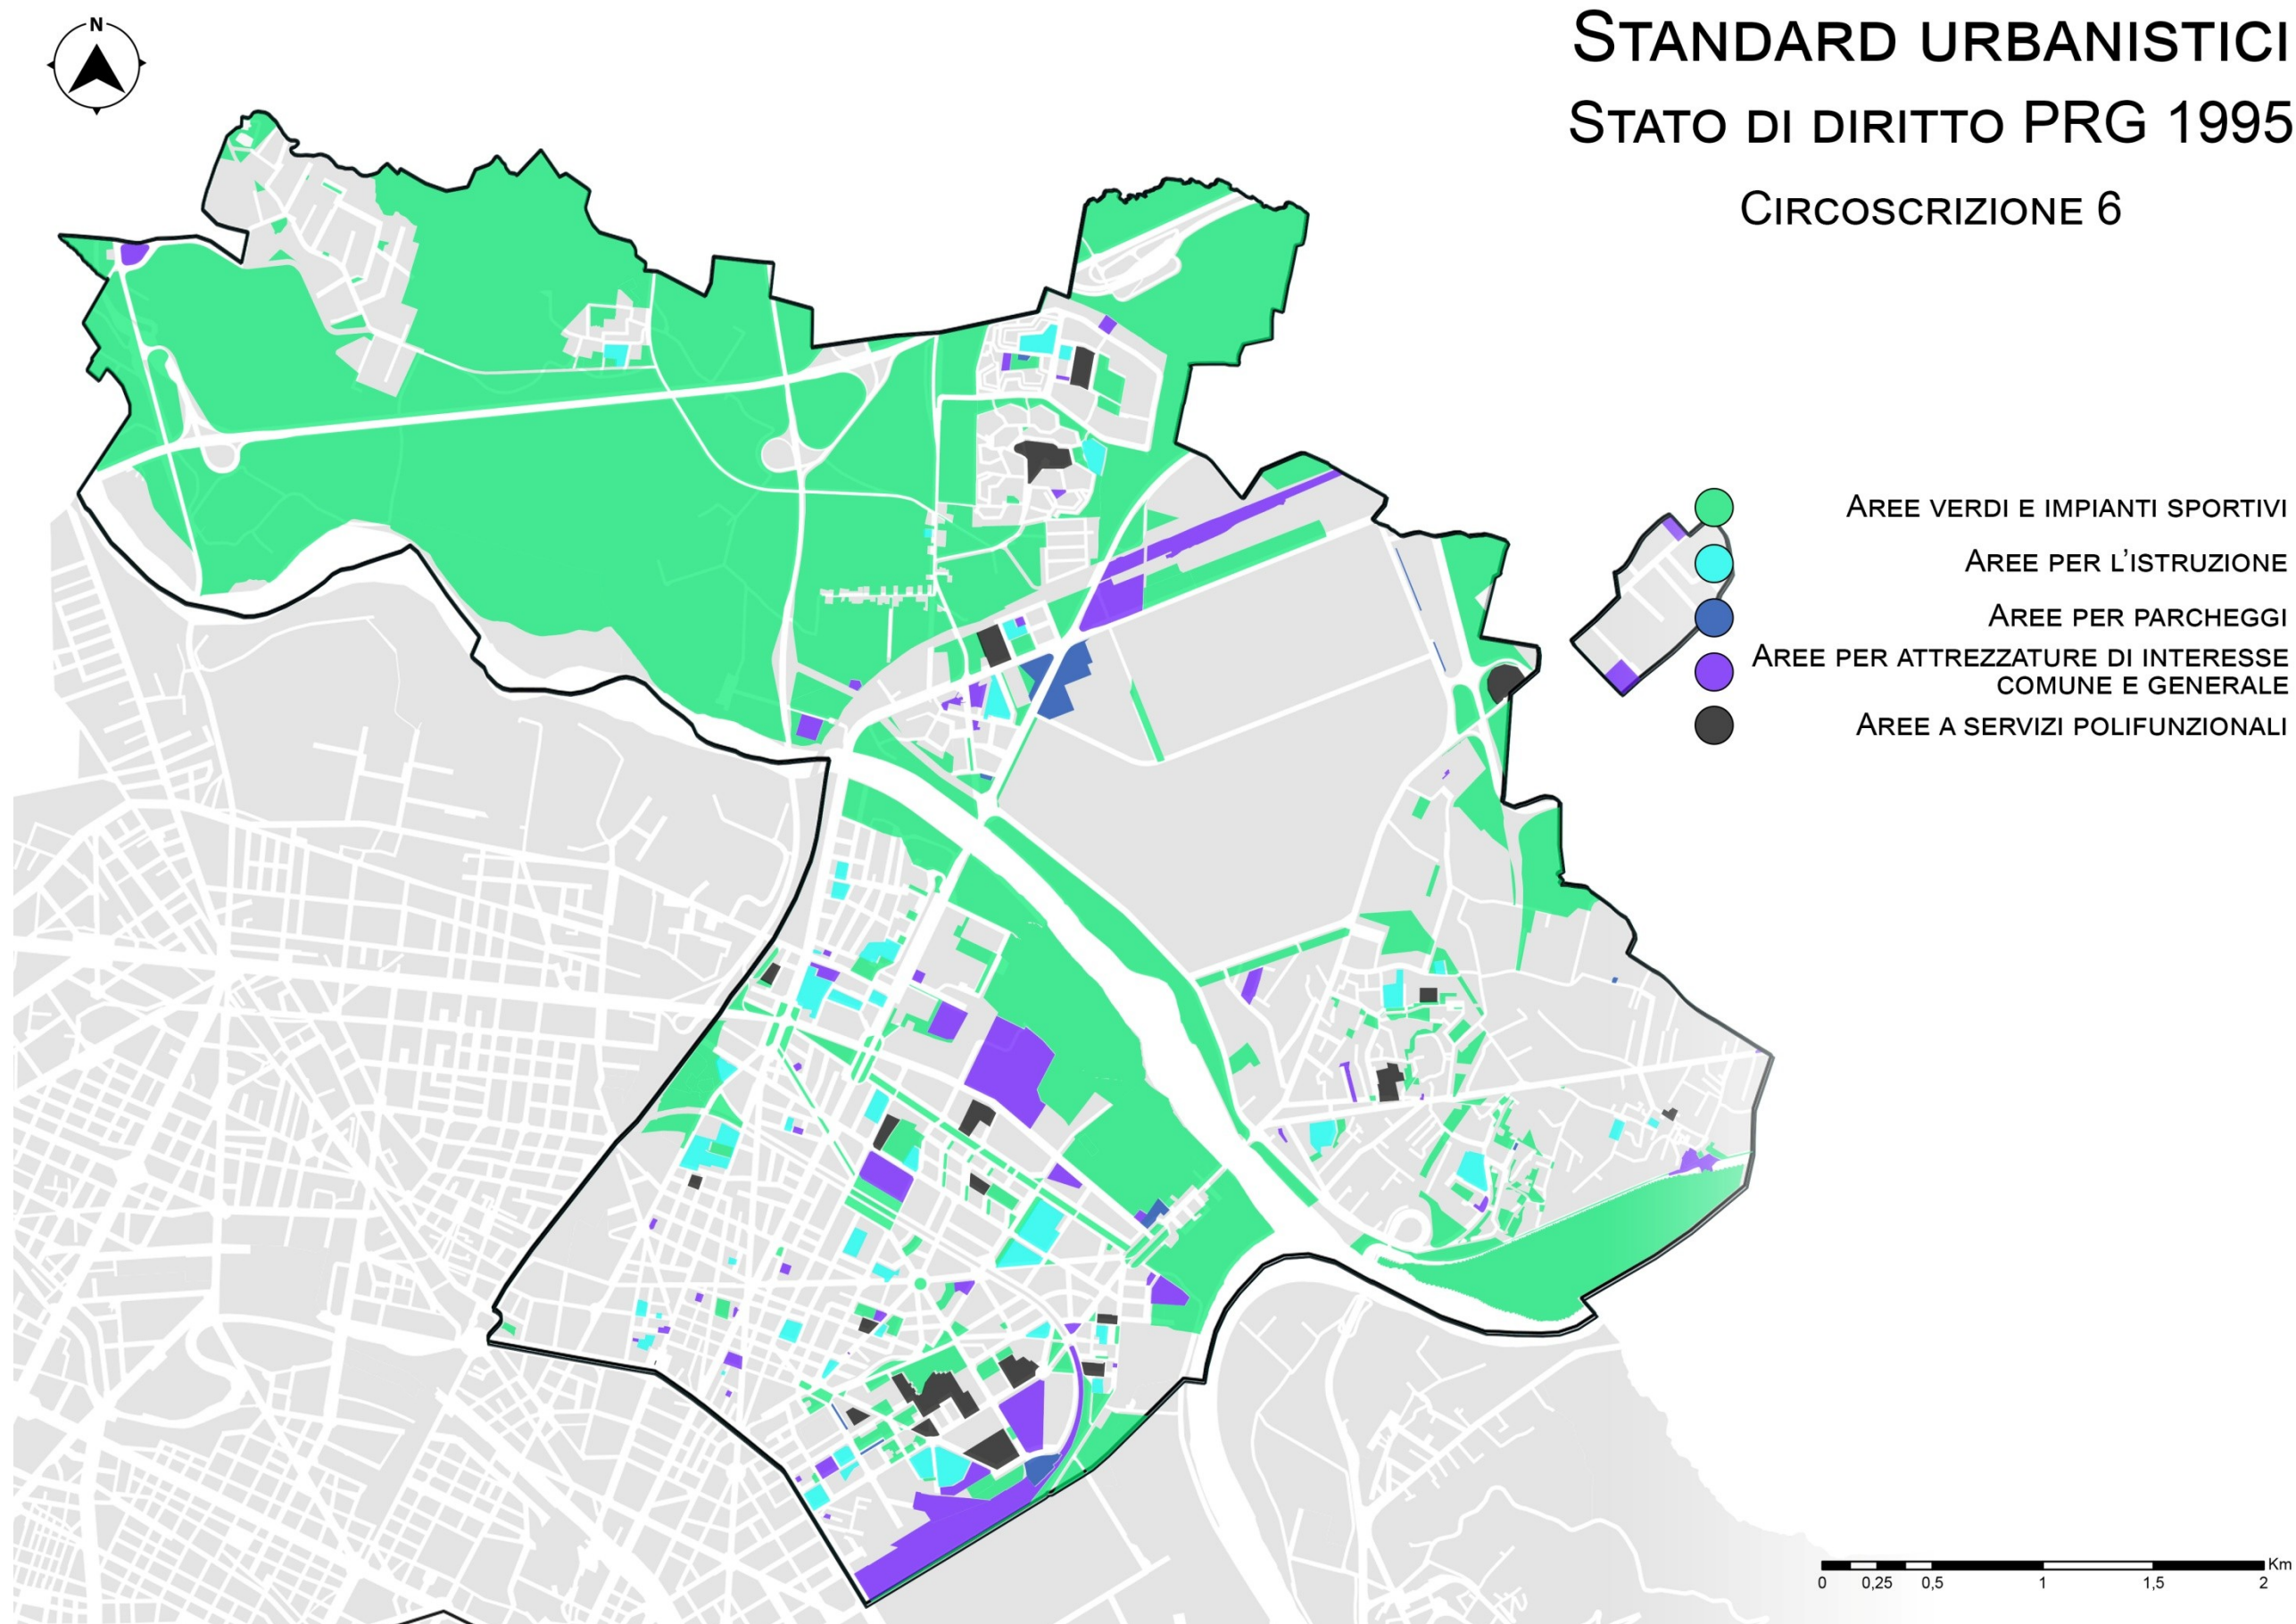 N
STANDARD URBANISTICI
STATO DI DIRITTO PRG 1995
CIRCOSCRIZIONE 6
AREE VERDI E IMPIANTI SPORTIVI
AREE PER L'ISTRUZIONE
AREE PER PARCHEGGI
AREE PER ATTREZZATURE DI INTERESSE
COMUNE E GENERALE
AREE A SERVIZI POLIFUNZIONALI
Km
0 0,25 0,5 1 1,5 2